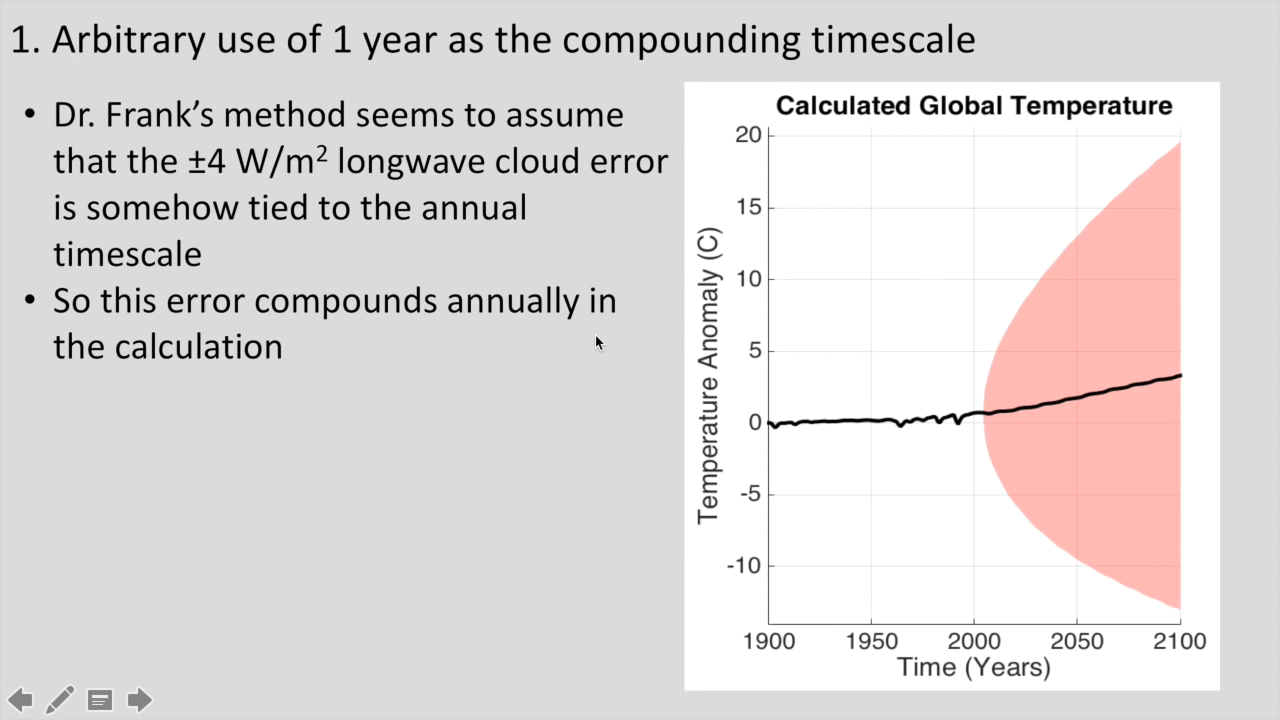 1. Arbitrary use of 1 year as the compounding timescale
• Dr. Frank’s method seems to assume
that the ±4 W/m² longwave cloud error
is somehow tied to the annual
timescale
• So this error compounds annually in
the calculation
Calculated Global Temperature
Temperature Anomaly (C)
20
15
10
5
0
-5
-10
1900 1950 2000 2050 2100
Time (Years)